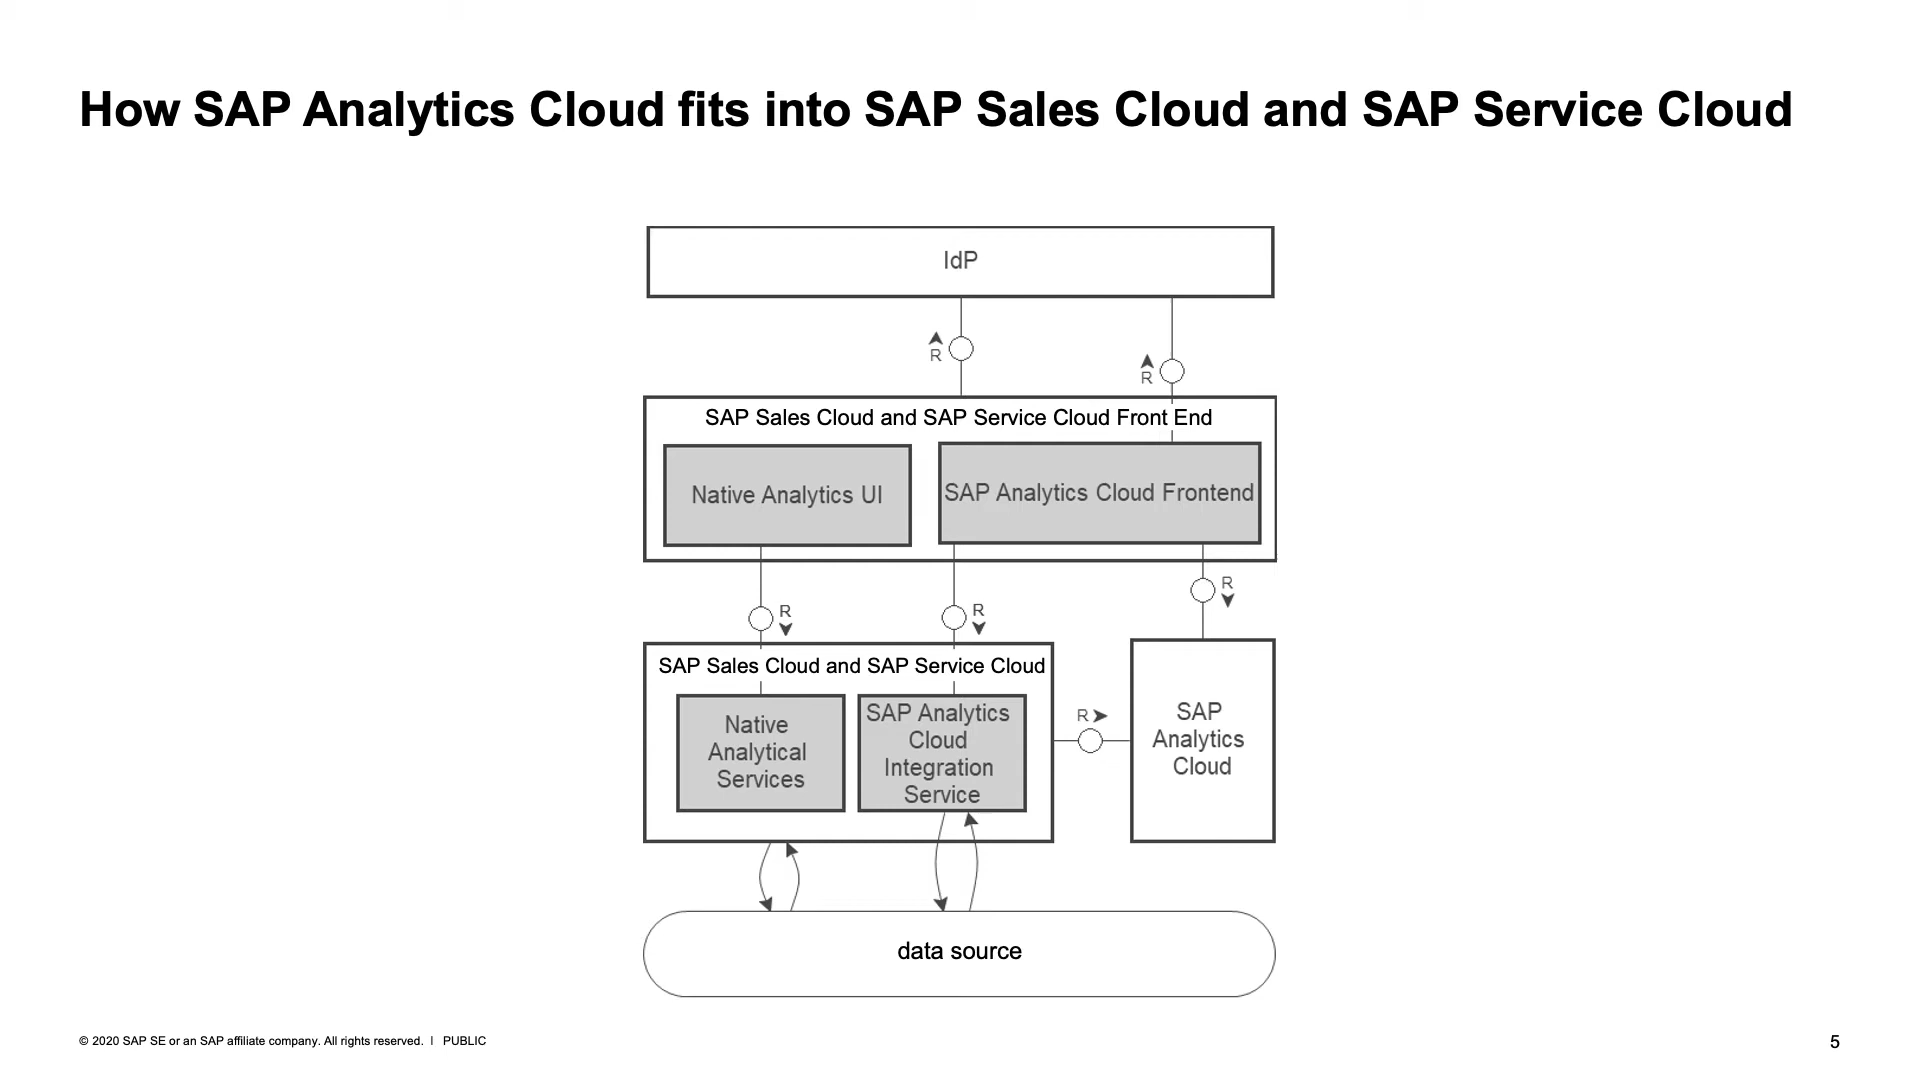 How SAP Analytics Cloud fits into SAP Sales Cloud and SAP Service Cloud
IdP
R
R
SAP Sales Cloud and SAP Service Cloud Front End
Native Analytics UI
SAP Analytics Cloud Frontend
R
R
R
SAP Sales Cloud and SAP Service Cloud
Native
Analytical
Services
SAP Analytics
Cloud
Integration
Service
R
SAP
Analytics
Cloud
data source
© 2020 SAP SE or an SAP affiliate company. All rights reserved. | PUBLIC
5